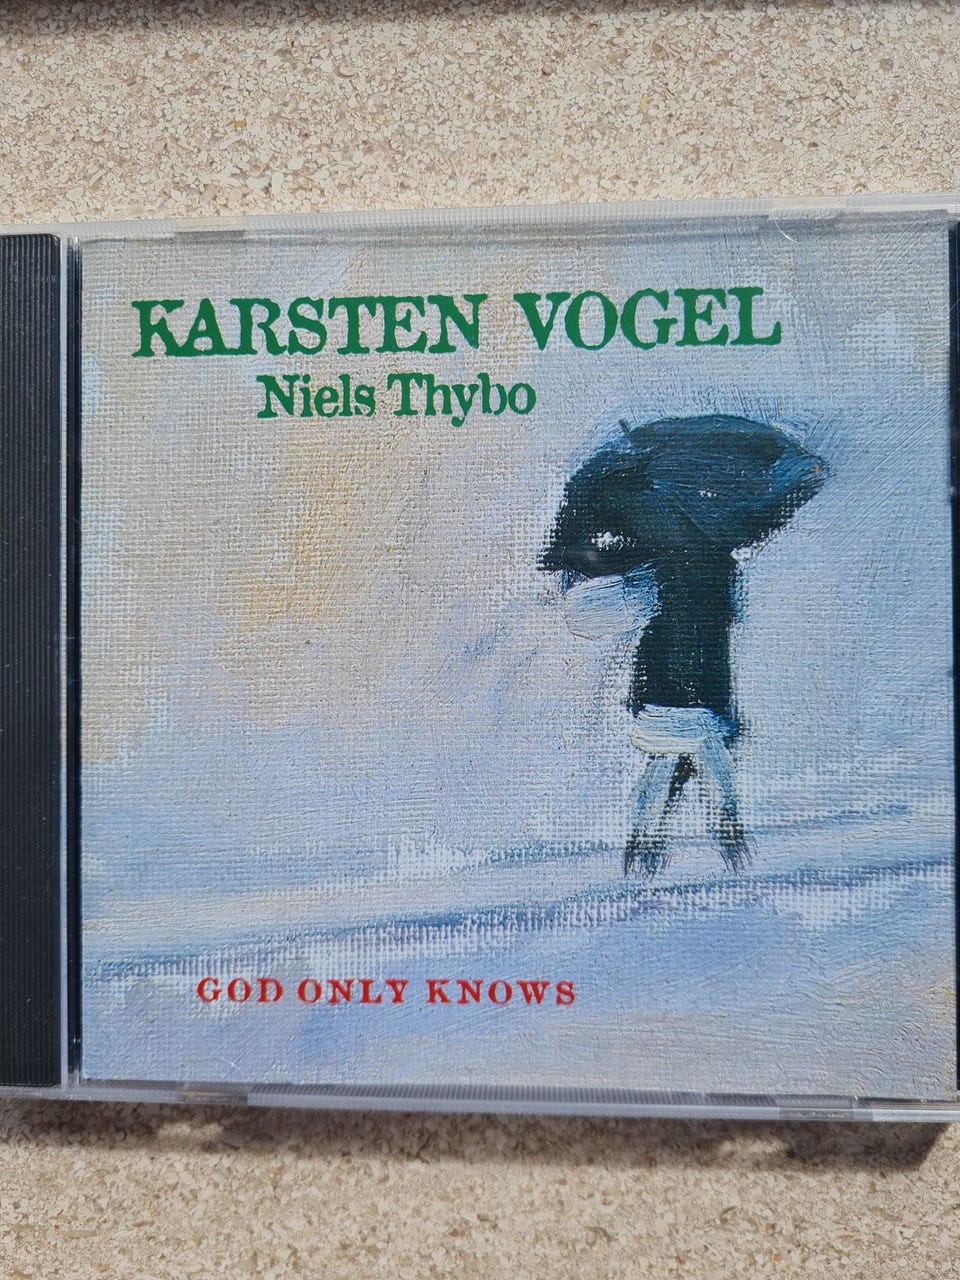 KARSTEN VOGEL
Niels Thybo
GOD ONLY KNOWS